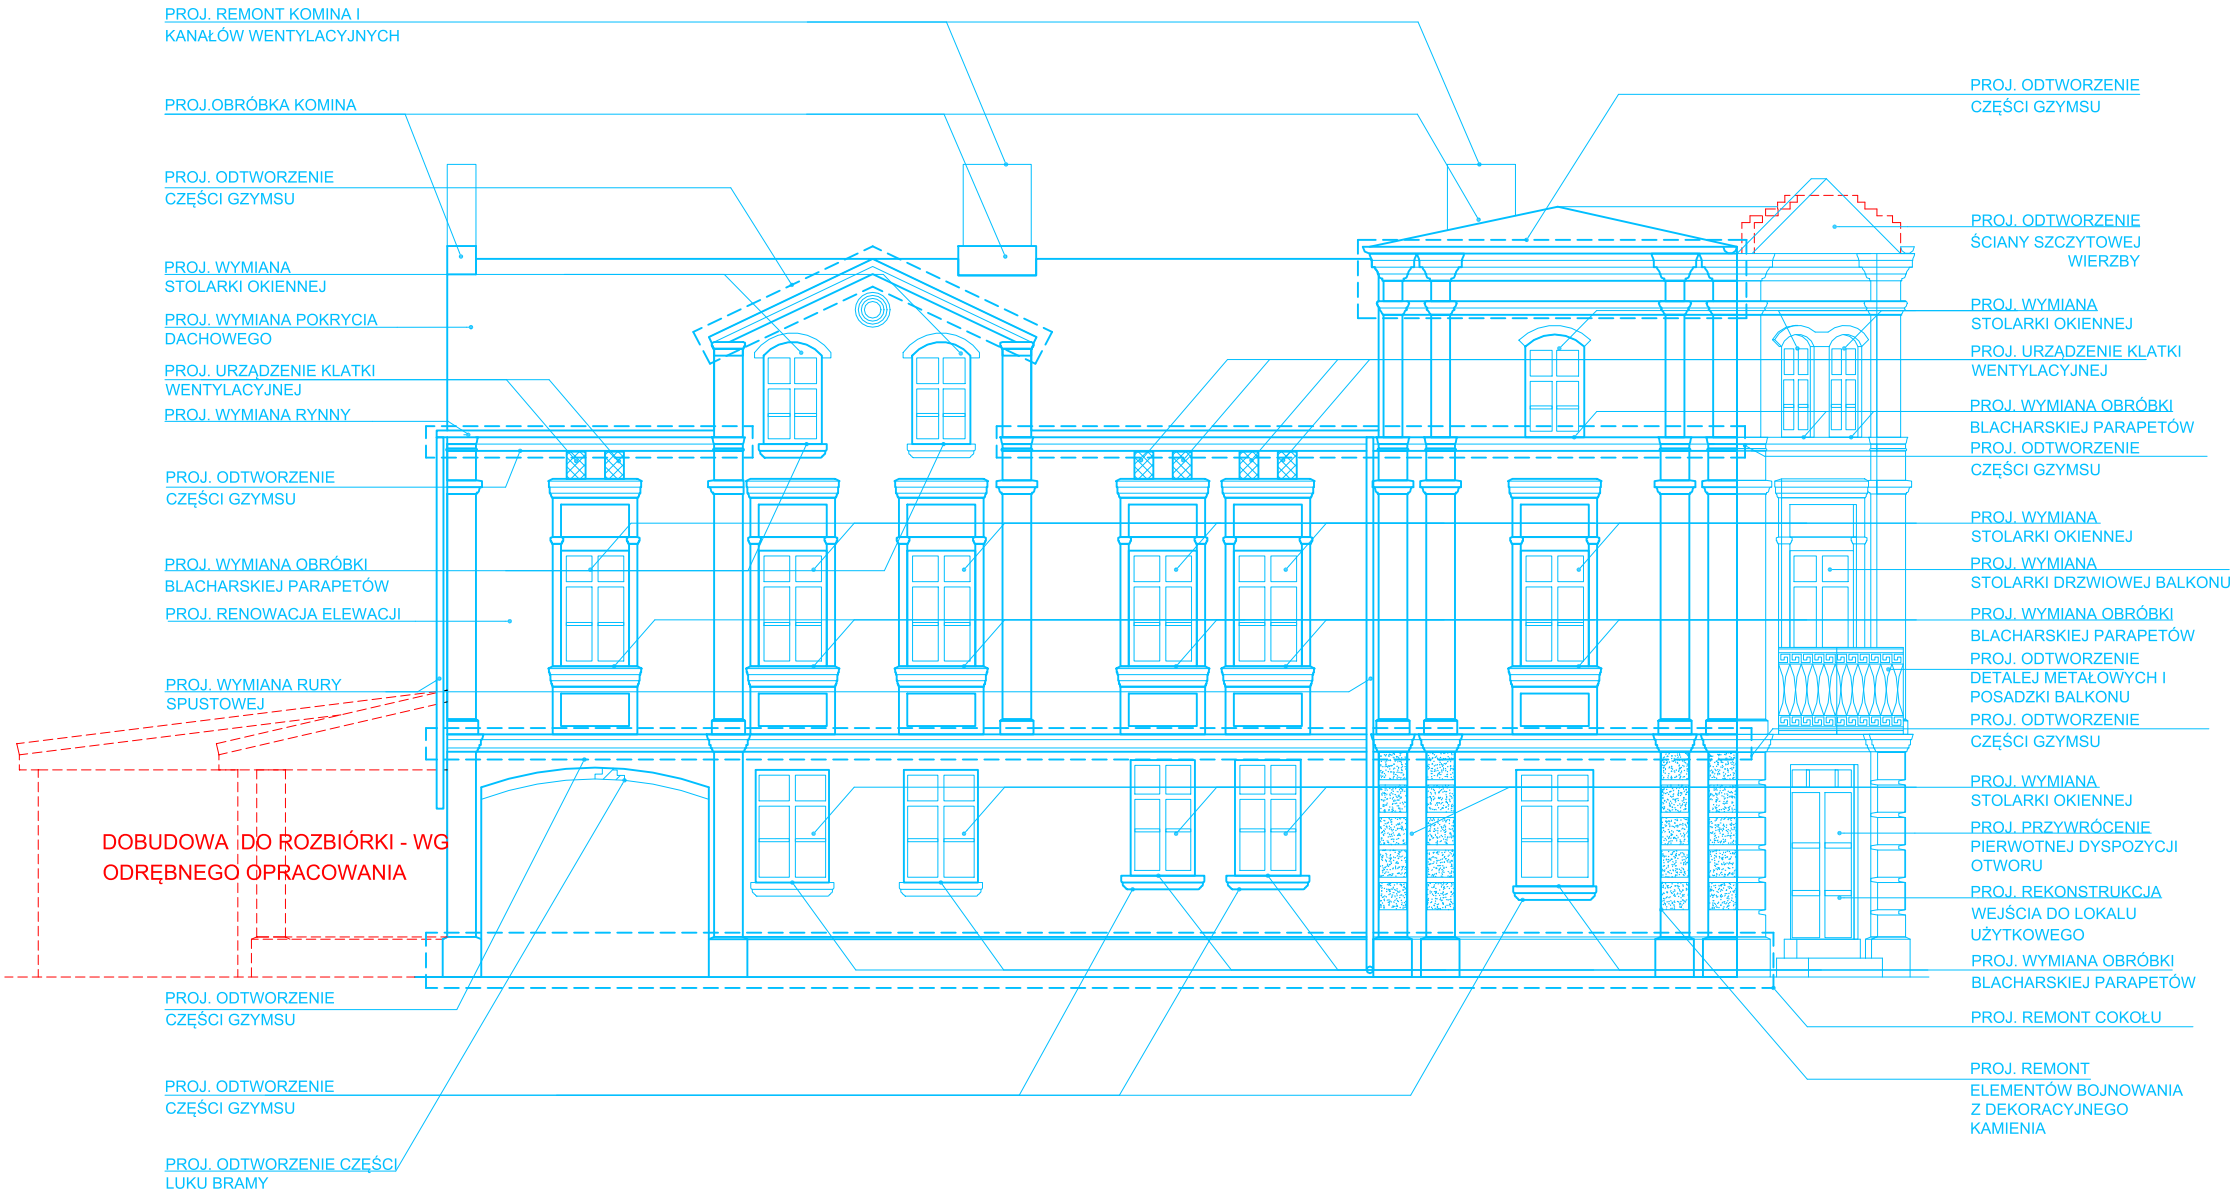 PROJ. REMONT KOMINA I
KANAŁÓW WENTYLACYJNYCH
PROJ.OBRÓBKA KOMINA
PROJ. ODTWORZENIE
CZĘŚCI GZYMSU
PROJ. WYMIANA
STOLARKI OKIENNEJ
PROJ. WYMIANA POKRYCIA
DACHOWEGO
PROJ. URZĄDZENIE KLATKI
WENTYLACYJNEJ
PROJ. WYMIANA RYNNY
PROJ. ODTWORZENIE
CZĘŚCI GZYMSU
PROJ. WYMIANA OBRÓBKI
BLACHARSKIEJ PARAPETÓW
PROJ. RENOWACJA ELEWACJI
PROJ. WYMIANA RURY
SPUSTOWEJ
DOBUDOWA DO ROZBIÓRKI - WG
ODRĘBNEGO OPRACOWANIA
PROJ. ODTWORZENIE
CZĘŚCI GZYMSU
PROJ. ODTWORZENIE
CZĘŚCI GZYMSU
PROJ. ODTWORZENIE CZĘŚCI
LUKU BRAMY
PROJ. ODTWORZENIE
CZĘŚCI GZYMSU
PROJ. ODTWORZENIE
ŚCIANY SZCZYTOWEJ
WIERZBY
PROJ. WYMIANA
STOLARKI OKIENNEJ
PROJ. URZĄDZENIE KLATKI
WENTYLACYJNEJ
PROJ. WYMIANA OBRÓBKI
BLACHARSKIEJ PARAPETÓW
PROJ. ODTWORZENIE
CZĘŚCI GZYMSU
PROJ. WYMIANA
STOLARKI OKIENNEJ
PROJ. WYMIANA
STOLARKI DRZWIOWEJ BALKONU
PROJ. WYMIANA OBRÓBKI
BLACHARSKIEJ PARAPETÓW
PROJ. ODTWORZENIE
DETALEJ METAŁOWYCH I
POSADZKI BALKONU
PROJ. ODTWORZENIE
CZĘŚCI GZYMSU
PROJ. WYMIANA
STOLARKI OKIENNEJ
PROJ. PRZYWRÓCENIE
PIERWOTNEJ DYSPOZYCJI
OTWORU
PROJ. REKONSTRUKCJA
WEJŚCIA DO LOKALU
UŻYTKOWEGO
PROJ. WYMIANA OBRÓBKI
BLACHARSKIEJ PARAPETÓW
PROJ. REMONT COKOŁU
PROJ. REMONT
ELEMENTÓW BOJNOWANIA
Z DEKORACYJNEGO
KAMIENIA